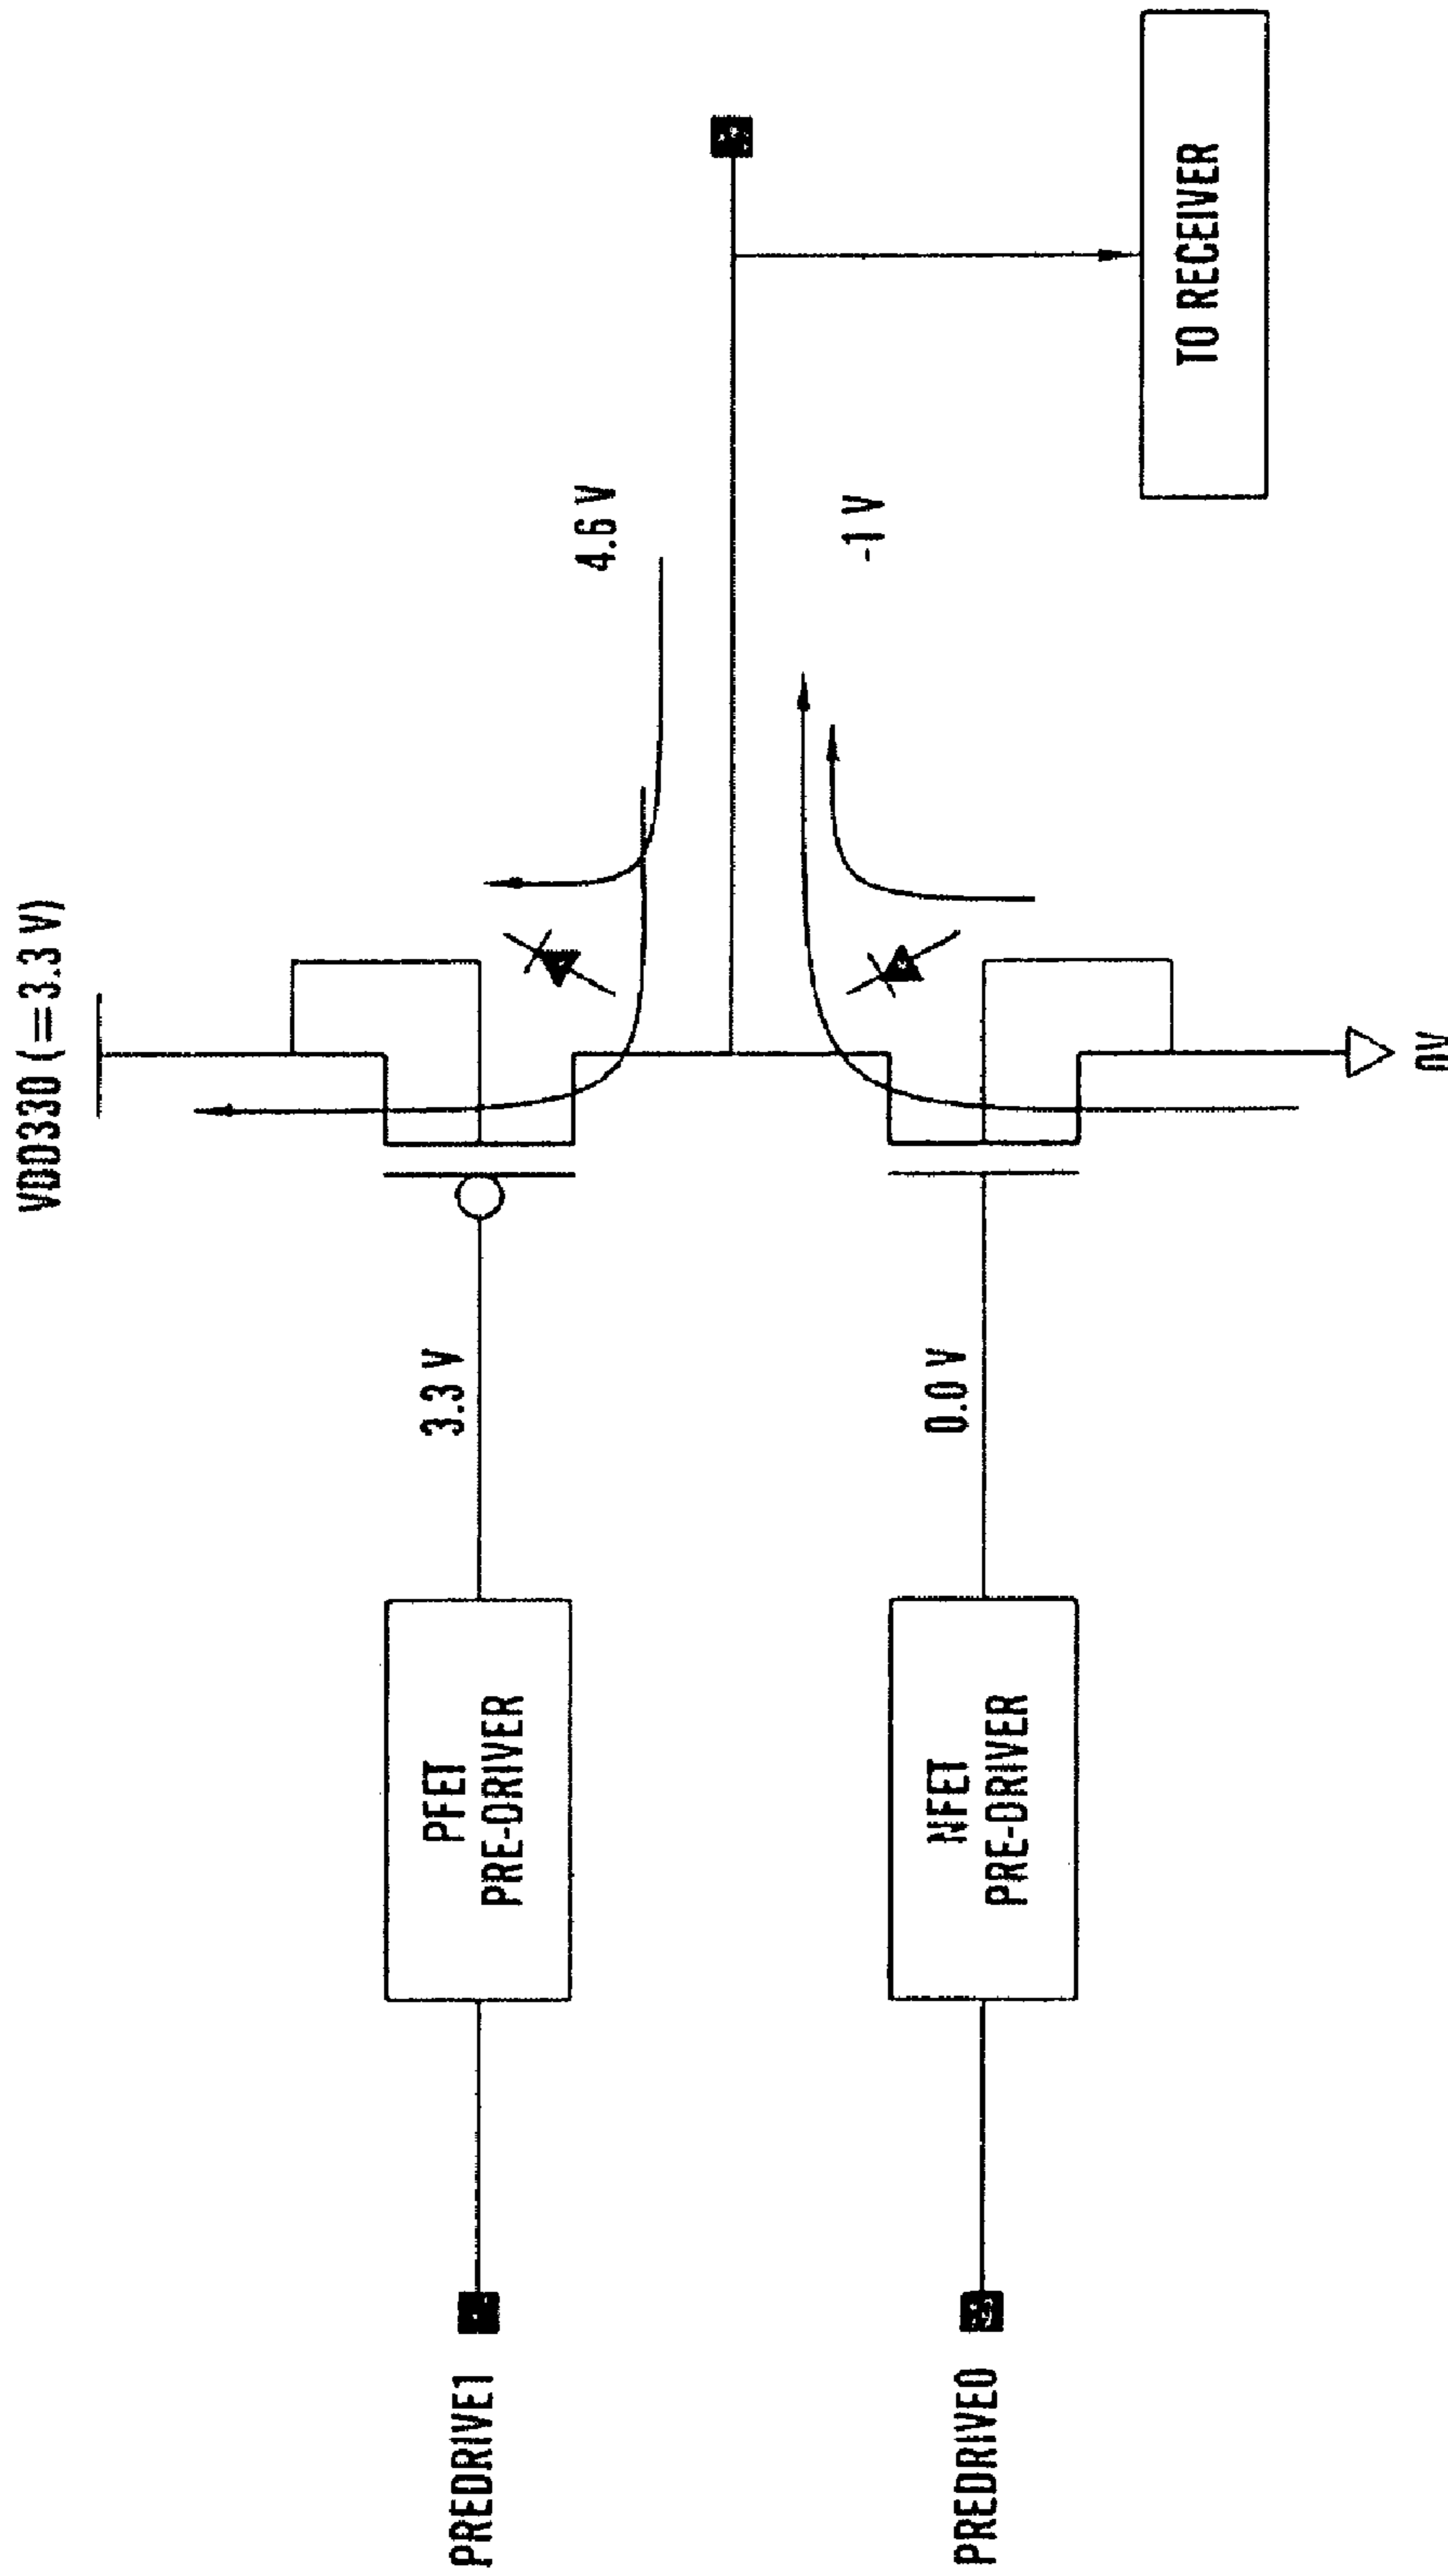 VDD330 (=3.3 V)
PREDRIVE1
PFET
PRE-DRIVER
3.3 V
4.6 V
PREDRIVE0
NFET
PRE-DRIVER
0.0 V
-1 V
TO RECEIVER
0V